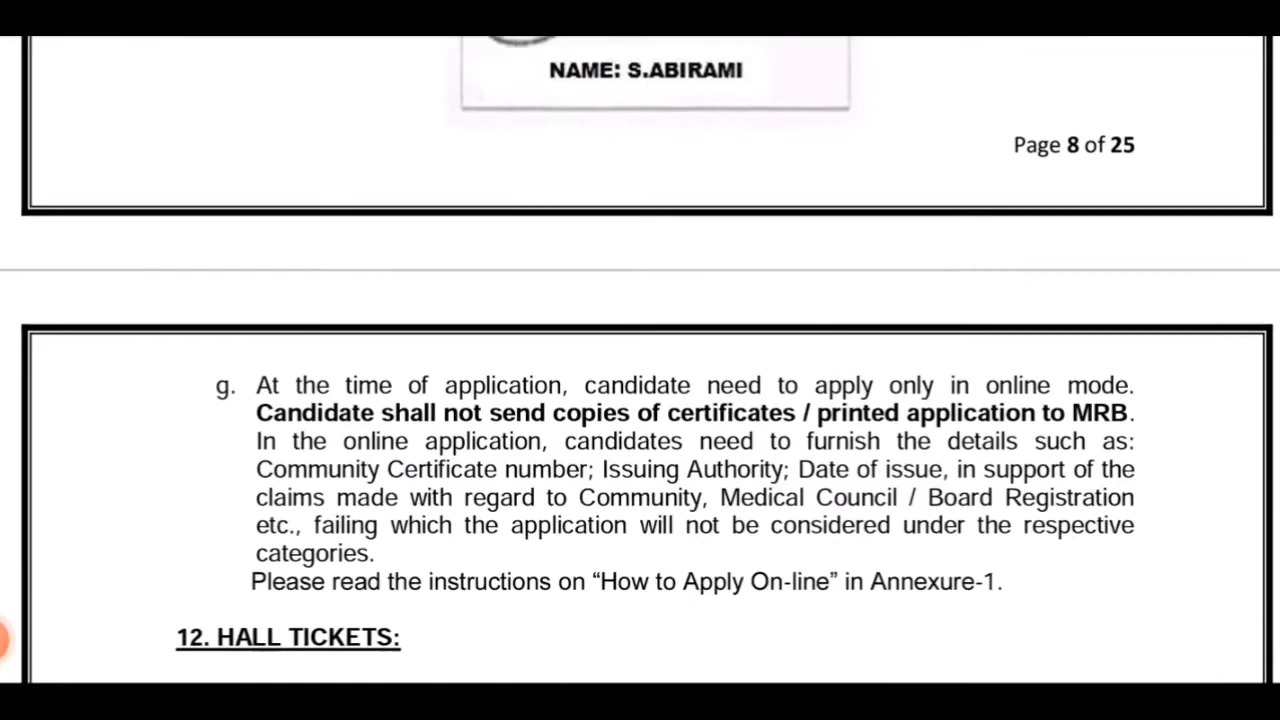 NAME: S.ABIRAMI
Page 8 of 25
g. At the time of application, candidate need to apply only in online mode.
Candidate shall not send copies of certificates / printed application to MRB.
In the online application, candidates need to furnish the details such as:
Community Certificate number; Issuing Authority; Date of issue, in support of the
claims made with regard to Community, Medical Council / Board Registration
etc., failing which the application will not be considered under the respective
categories.
Please read the instructions on “How to Apply On-line” in Annexure-1.
12. HALL TICKETS: